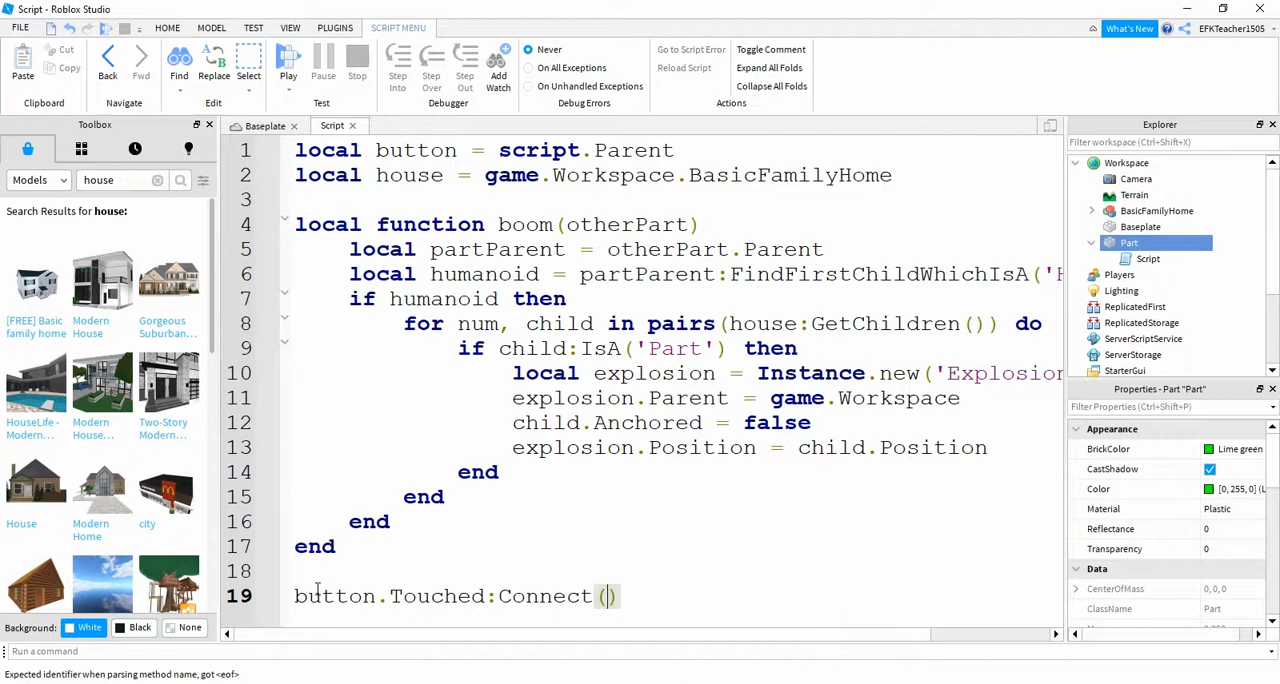 Script - Roblox Studio
FILE HOME MODEL TEST VIEW PLUGINS SCRIPT MENU What's New EFKTeacher1505
Paste Cut Copy Back Fwd Find Replace Select Play Pause Stop Step Into Step Over Step Out Add Watch Never On All Exceptions On Unhandled Exceptions Go to Script Error Reload Script Toggle Comment Expand All Folds Collapse All Folds
Clipboard Navigate Edit Test Debugger Debug Errors Actions
Toolbox
Models house
Search Results for house:
[FREE] Basic family home
Modern House
Gorgeous Suburban...
HouseLife - Modern...
Modern House...
Two-Story Modern...
House
Modern Home
city
Background: White Black None
Baseplate Script
1 local button = script.Parent
2 local house = game.Workspace.BasicFamilyHome
3
4 local function boom(otherPart)
5 local partParent = otherPart.Parent
6 local humanoid = partParent:FindFirstChildWhichIsA('H
7 if humanoid then
8 for num, child in pairs(house:GetChildren()) do
9 if child:IsA('Part') then
10 local explosion = Instance.new('Explosion
11 explosion.Parent = game.Workspace
12 child.Anchored = false
13 explosion.Position = child.Position
14 end
15 end
16 end
17 end
18
19 button.Touched:Connect()
Explorer
Filter workspace (Ctrl+Shift+X)
Workspace
Camera
Terrain
BasicFamilyHome
Baseplate
Part
Script
Players
Lighting
ReplicatedFirst
ReplicatedStorage
ServerScriptService
ServerStorage
StarterGui
Properties - Part "Part"
Filter Properties (Ctrl+Shift+P)
Appearance
BrickColor Lime green
CastShadow
Color [0, 255, 0] (L
Material Plastic
Reflectance 0
Transparency 0
Data
CenterOfMass 0, 0, 0
ClassName Part
Run a command
Expected identifier when parsing method name, got <eof>